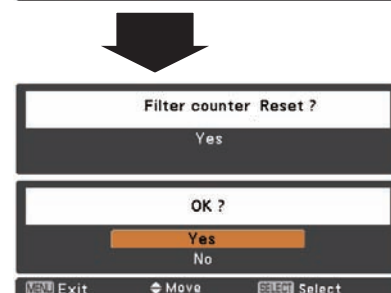 Filter counter Reset ?
Yes
OK ?
Yes
No
MENU Exit Move SELECT Select